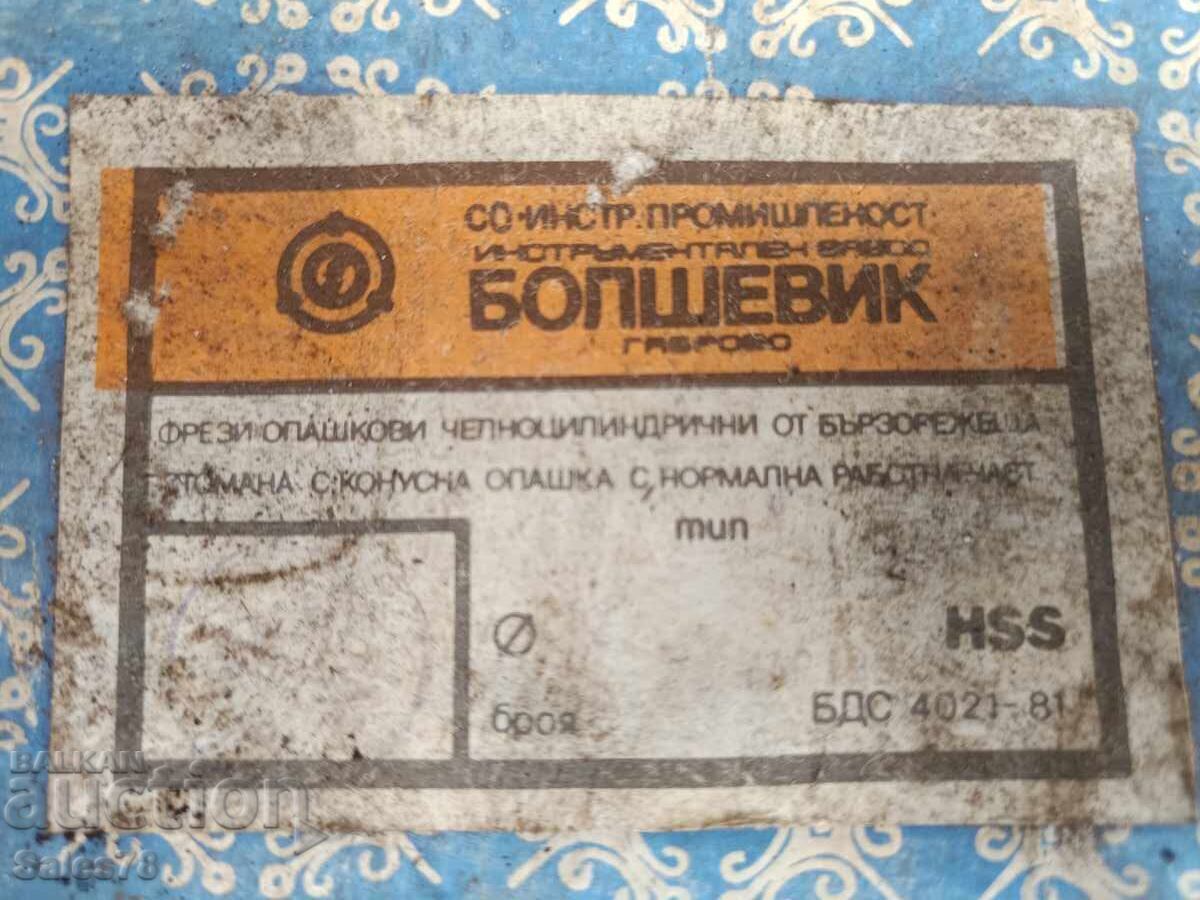 СО "ИНСТР. ПРОМИШЛЕНОСТ"
ИНСТРУМЕНТАЛЕН ЗАВОД
БОЛШЕВИК
ГАБРОВО
ФРЕЗИ ОПАШКОВИ ЧЕЛНОЦИЛИНДРИЧНИ ОТ БЪРЗОРЕЖЕЩА
СТОМАНА С КОНУСНА ОПАШКА С НОРМАЛНА РАБОТНА ЧАСТ
тип
Ø
HSS
броя
БДС 4021-81
BALKAN
auction
Sales78